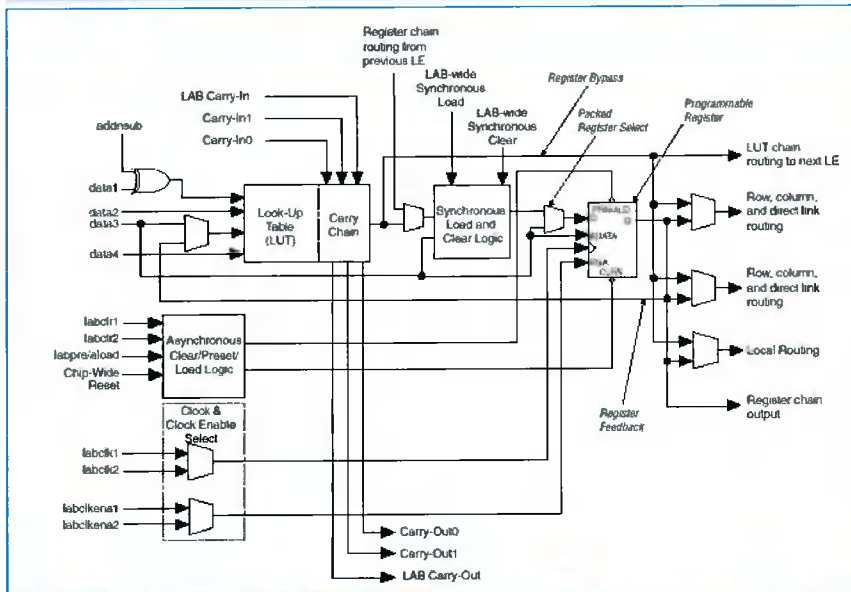 Register chain
routing from
previous LE
LAB-wide
Synchronous
Load
LAB-wide
Synchronous
Clear
Register Bypass
Packed
Register Select
Programmable
Register
LAB Carry-In
Carry-In1
Carry-In0
addnsub
data1
data2
data3
data4
Look-Up
Table
(LUT)
Carry
Chain
Synchronous
Load and
Clear Logic
D
Q
LUT chain
routing to next LE
Row, column,
and direct link
routing
Row, column,
and direct link
routing
Local Routing
Register chain
output
Register
Feedback
labclr1
labclr2
labpre/aload
Chip-Wide
Reset
Asynchronous
Clear/Preset/
Load Logic
Clock &
Clock Enable
Select
labclk1
labclk2
labclkena1
labclkena2
Carry-Out0
Carry-Out1
LAB Carry-Out